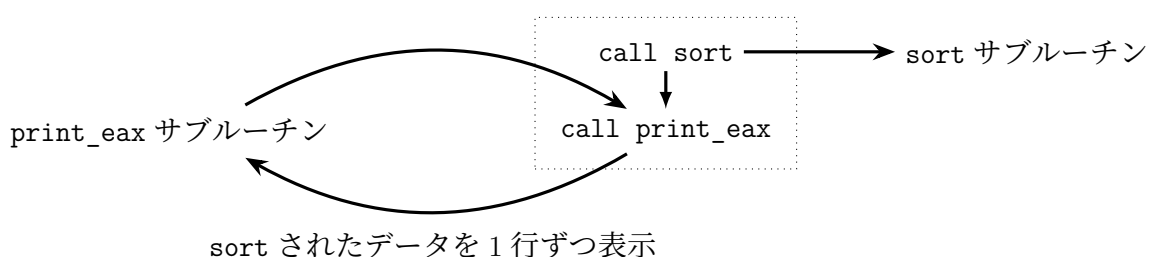 call sort
sort サブルーチン
print_eax サブルーチン
call print_eax
sort されたデータを 1 行ずつ表示